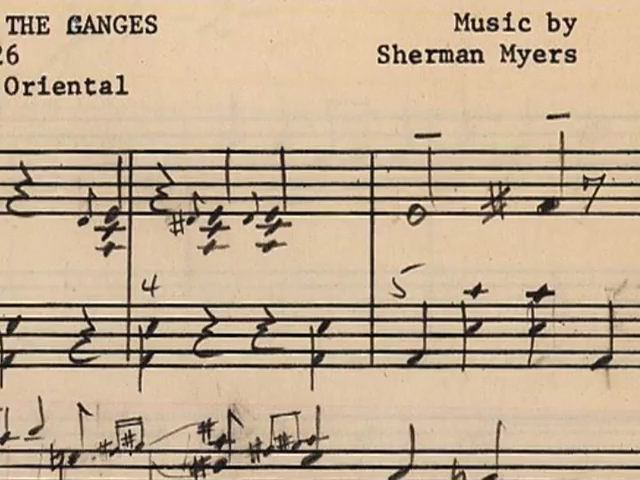 THE GANGES
Music by
26
Sherman Myers
Oriental
4
5